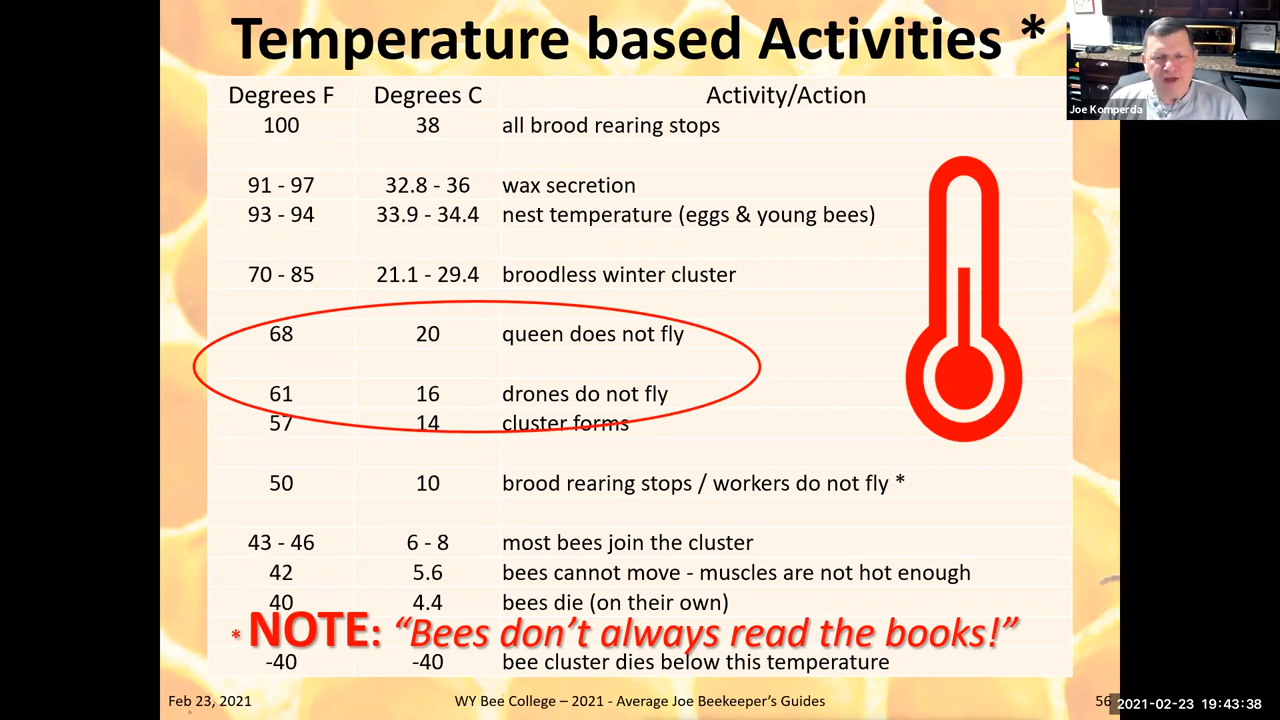 Temperature based Activities *
Joe Komperda
Degrees F Degrees C Activity/Action
100 38 all brood rearing stops
91 - 97 32.8 - 36 wax secretion
93 - 94 33.9 - 34.4 nest temperature (eggs & young bees)
70 - 85 21.1 - 29.4 broodless winter cluster
68 20 queen does not fly
61 16 drones do not fly
57 14 cluster forms
50 10 brood rearing stops / workers do not fly *
43 - 46 6 - 8 most bees join the cluster
42 5.6 bees cannot move - muscles are not hot enough
40 4.4 bees die (on their own)
* NOTE: “Bees don’t always read the books!”
-40 -40 bee cluster dies below this temperature
Feb 23, 2021 WY Bee College – 2021 - Average Joe Beekeeper’s Guides 56
2021-02-23 19:43:38